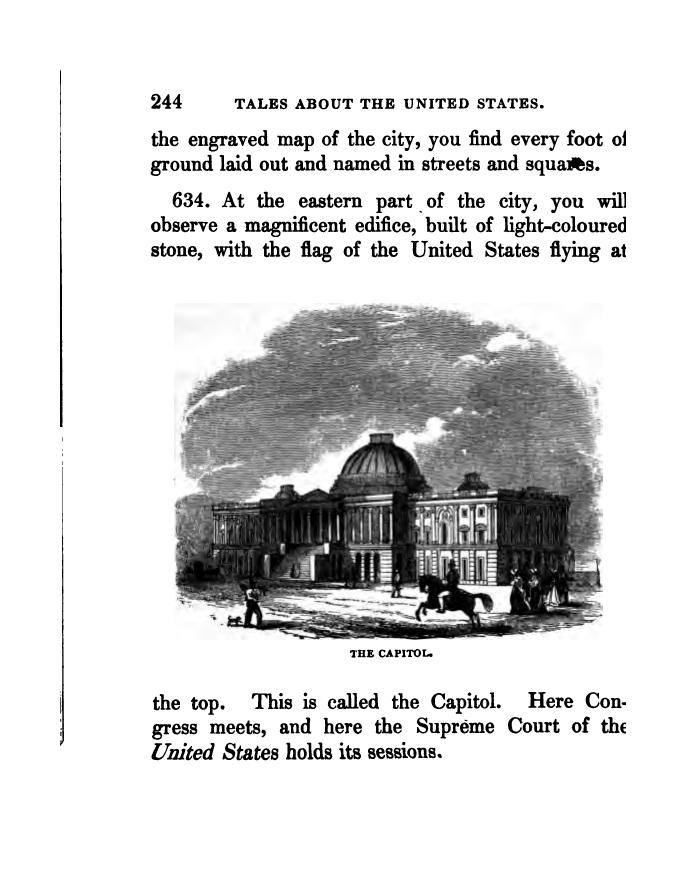 244 TALES ABOUT THE UNITED STATES.
the engraved map of the city, you find every foot of
ground laid out and named in streets and squares.
634. At the eastern part of the city, you will
observe a magnificent edifice, built of light-coloured
stone, with the flag of the United States flying at
THE CAPITOL.
the top. This is called the Capitol. Here Con-
gress meets, and here the Supreme Court of the
United States holds its sessions.